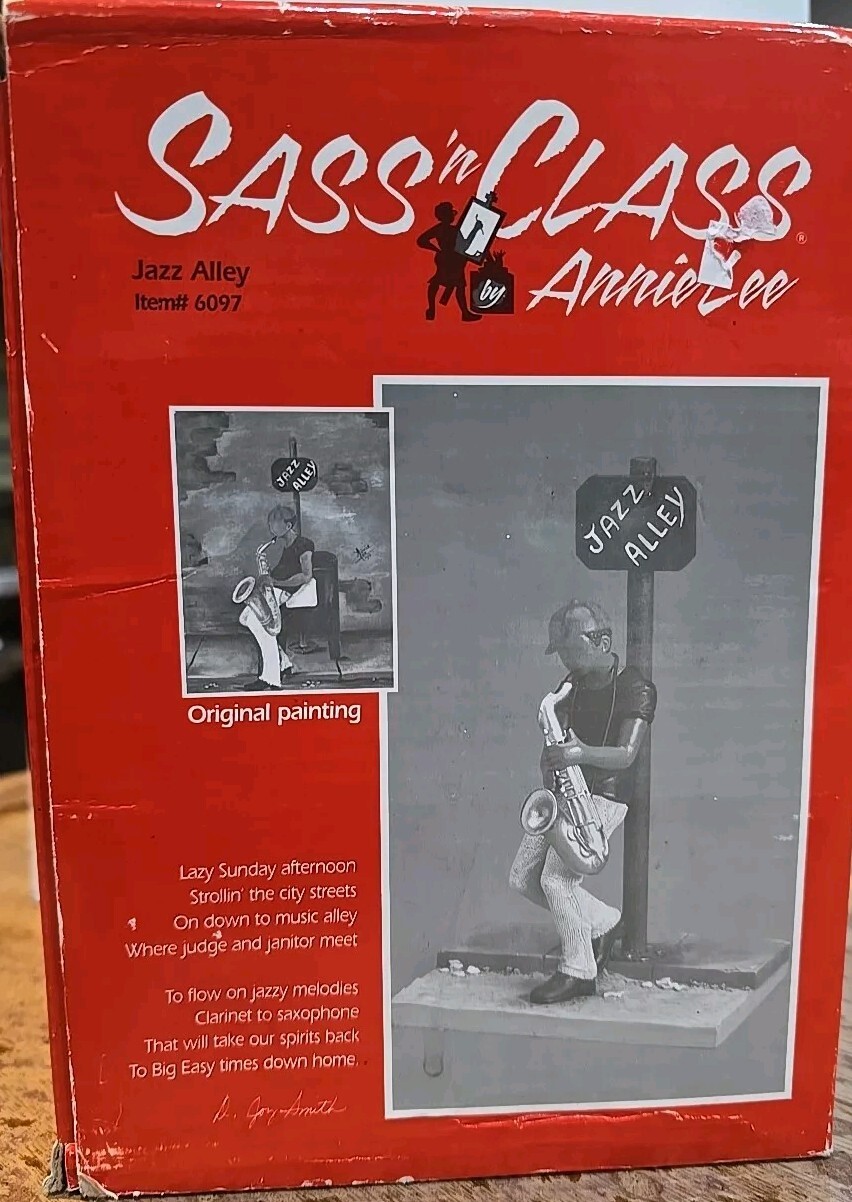 SASS 'n CLASS ®
by Annie Lee
Jazz Alley
Item# 6097
JAZZ
ALLEY
JAZZ
ALLEY
Original painting
Lazy Sunday afternoon
Strollin' the city streets
On down to music alley
Where judge and janitor meet
To flow on jazzy melodies
Clarinet to saxophone
That will take our spirits back
To Big Easy times down home.
D. Joy Smith